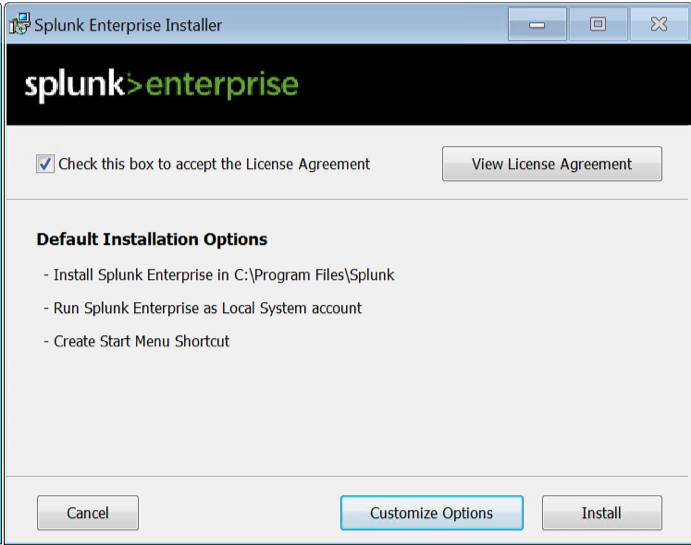 Splunk Enterprise Installer
splunk>enterprise
Check this box to accept the License Agreement
View License Agreement
Default Installation Options
- Install Splunk Enterprise in C:\Program Files\Splunk
- Run Splunk Enterprise as Local System account
- Create Start Menu Shortcut
Cancel
Customize Options
Install